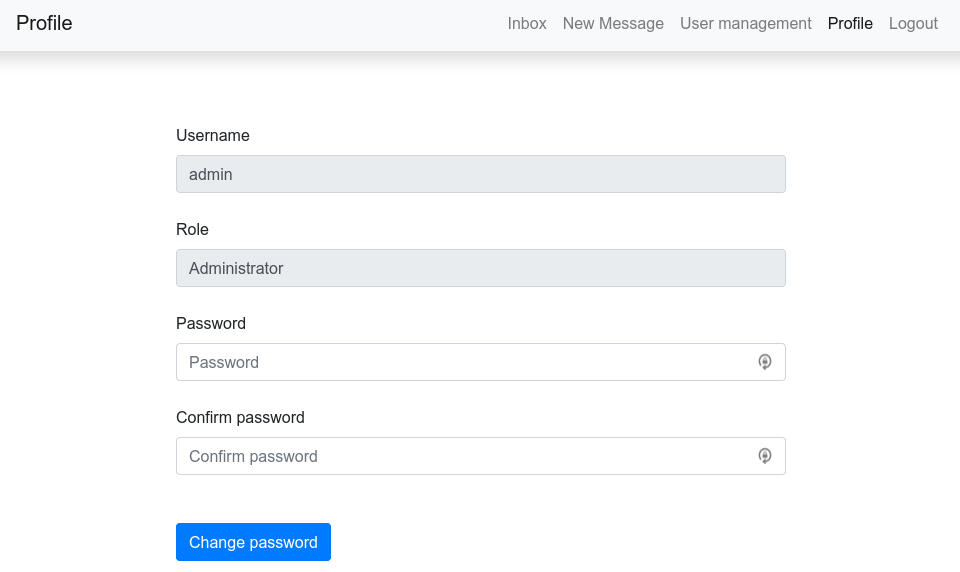 Profile Inbox New Message User management Profile Logout
Username
admin
Role
Administrator
Password
Password
Confirm password
Confirm password
Change password